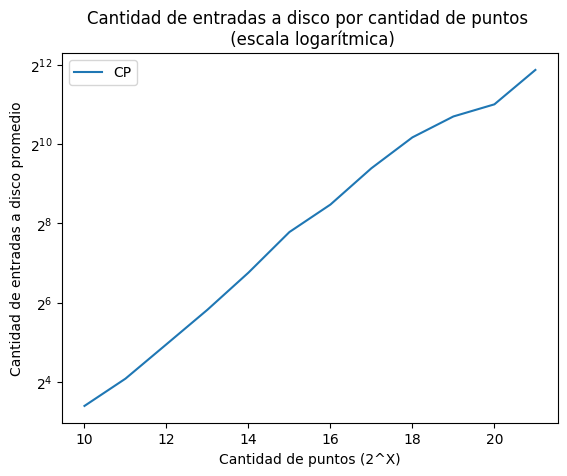 Cantidad de entradas a disco por cantidad de puntos
(escala logarítmica)
CP
Cantidad de entradas a disco promedio
2^12
2^10
2^8
2^6
2^4
10 12 14 16 18 20
Cantidad de puntos (2^X)